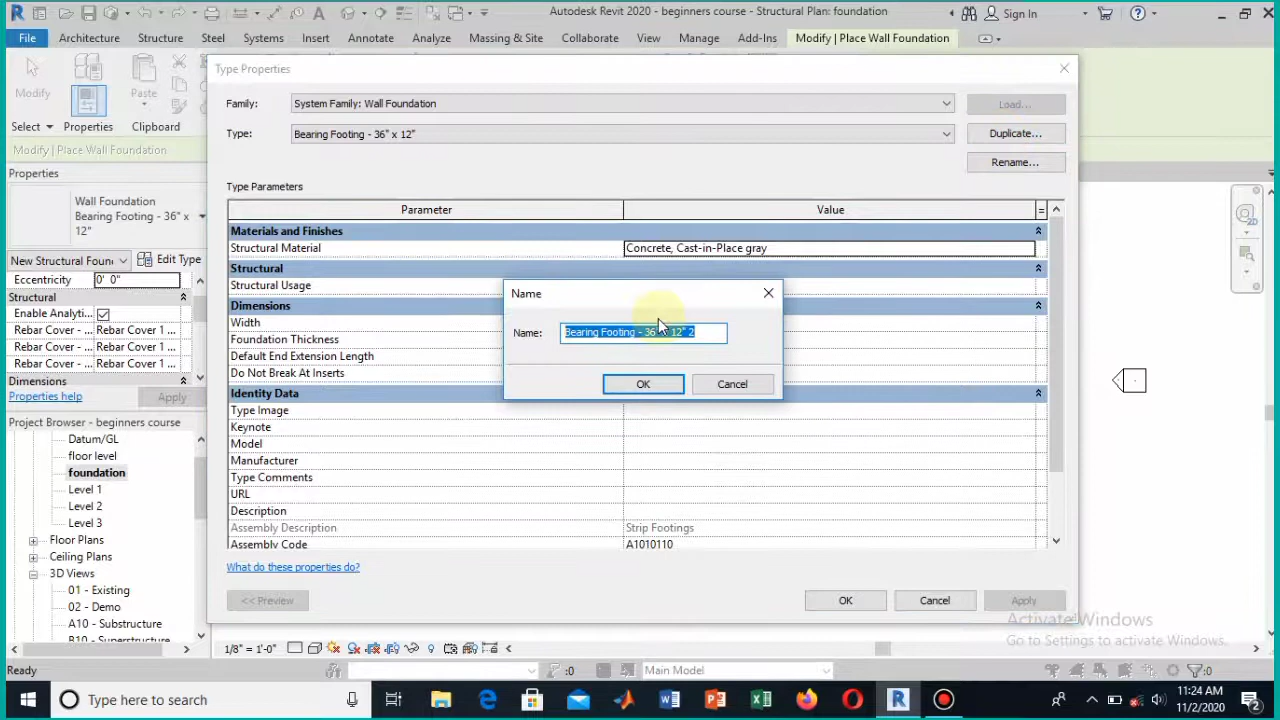 Autodesk Revit 2020 - beginners course - Structural Plan: foundation
Sign In
File Architecture Structure Steel Systems Insert Annotate Analyze Massing & Site Collaborate View Manage Add-Ins Modify | Place Wall Foundation
Modify
Paste
Select Properties Clipboard
Modify | Place Wall Foundation
Properties
Wall Foundation
Bearing Footing - 36" x
12"
New Structural Foun
Edit Type
Eccentricity 0' 0"
Structural
Enable Analyti...
Rebar Cover ... Rebar Cover 1
Rebar Cover ... Rebar Cover 1
Rebar Cover ... Rebar Cover 1
Dimensions
Properties help Apply
Project Browser - beginners course
Datum/GL
floor level
foundation
Level 1
Level 2
Level 3
Floor Plans
Ceiling Plans
3D Views
01 - Existing
02 - Demo
A10 - Substructure
B10 - Superstructure
Type Properties
Family: System Family: Wall Foundation Load...
Type: Bearing Footing - 36" x 12" Duplicate...
Rename...
Type Parameters
Parameter Value =
Materials and Finishes
Structural Material Concrete, Cast-in-Place gray
Structural
Structural Usage
Dimensions
Width
Foundation Thickness
Default End Extension Length
Do Not Break At Inserts
Identity Data
Type Image
Keynote
Model
Manufacturer
Type Comments
URL
Description
Assembly Description Strip Footings
Assembly Code A1010110
What do these properties do?
<< Preview OK Cancel Apply
Name
Name: Bearing Footing - 36" x 12" 2
OK Cancel
2D
Activate Windows
Go to Settings to activate Windows.
1/8" = 1'-0"
Ready
:0
Main Model
:0
Type here to search
11:24 AM
11/2/2020
2